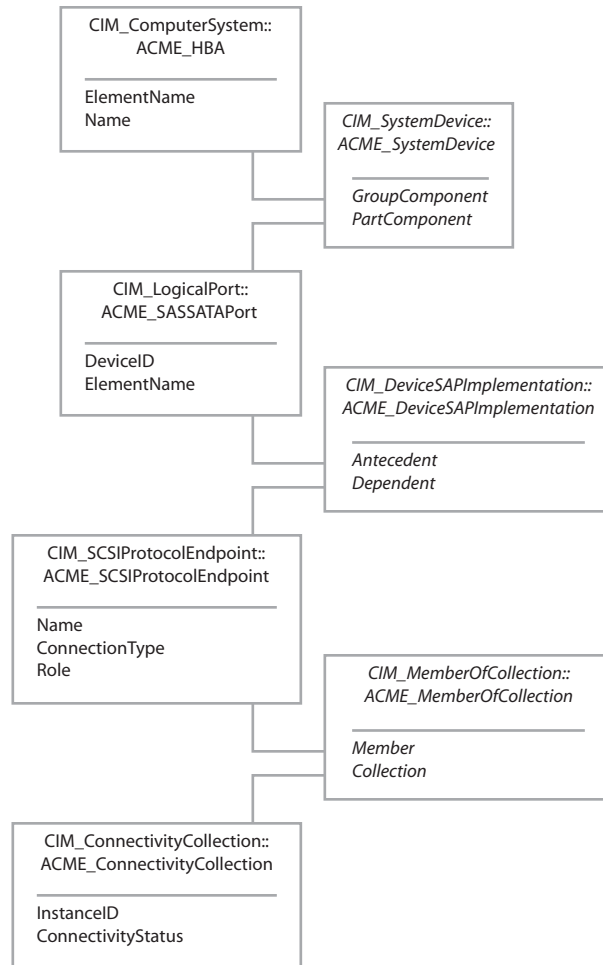 CIM_ComputerSystem::
ACME_HBA
ElementName
Name
CIM_SystemDevice::
ACME_SystemDevice
GroupComponent
PartComponent
CIM_LogicalPort::
ACME_SASSATAPort
DeviceID
ElementName
CIM_DeviceSAPImplementation::
ACME_DeviceSAPImplementation
Antecedent
Dependent
CIM_SCSIProtocolEndpoint::
ACME_SCSIProtocolEndpoint
Name
ConnectionType
Role
CIM_MemberOfCollection::
ACME_MemberOfCollection
Member
Collection
CIM_ConnectivityCollection::
ACME_ConnectivityCollection
InstanceID
ConnectivityStatus